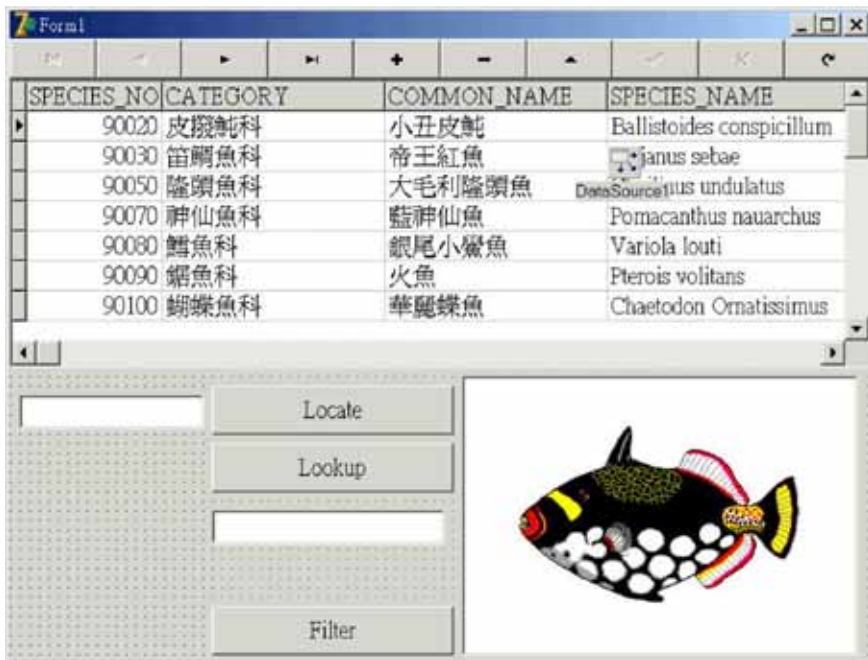 Form1
SPECIES_NO CATEGORY COMMON_NAME SPECIES_NAME
90020 皮撥魨科 小丑皮魨 Ballistoides conspicillum
90030 笛鯛魚科 帝王紅魚 janus sebae
90050 隆頭魚科 大毛利隆頭魚 undulatus
DataSource1
90070 神仙魚科 藍神仙魚 Pomacanthus nauarchus
90080 鱈魚科 銀尾小鱟魚 Variola louti
90090 鋸魚科 火魚 Pterois volitans
90100 蝴蝶魚科 華麗蝶魚 Chaetodon Ornatissimus
Locate
Lookup
Filter